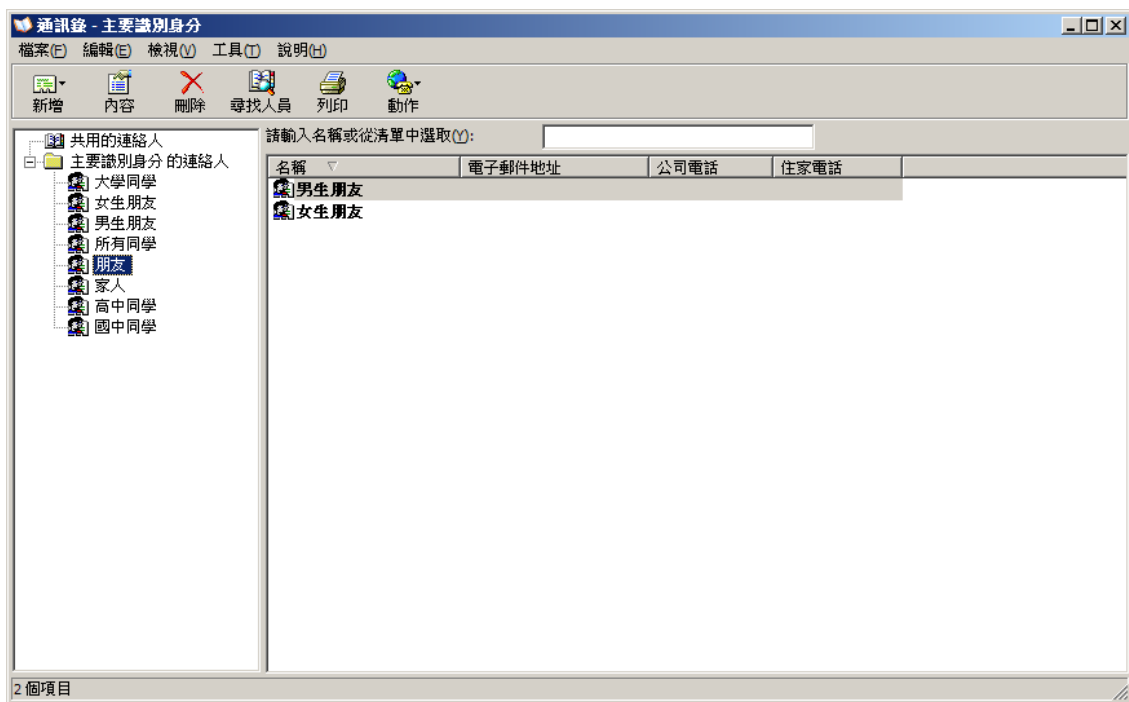 通訊錄 - 主要識別身分
檔案(F) 編輯(E) 檢視(V) 工具(T) 說明(H)
新增 內容 刪除 尋找人員 列印 動作
共用的連絡人
主要識別身分 的連絡人
大學同學
女生朋友
男生朋友
所有同學
朋友
家人
高中同學
國中同學
請輸入名稱或從清單中選取(Y):
名稱 電子郵件地址 公司電話 住家電話
男生朋友
女生朋友
2 個項目